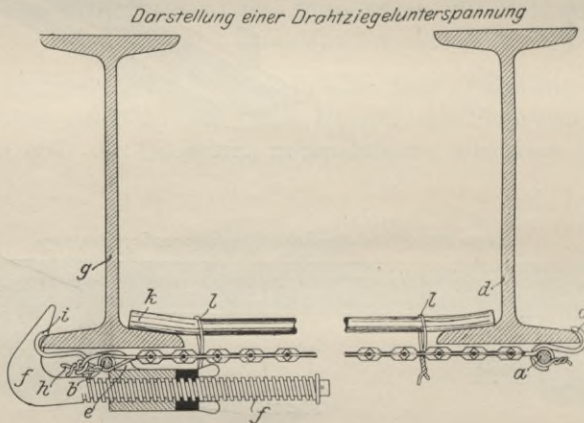 Darstellung einer Drahtziegelunterspannung
g
d
i
k
l
l
c
f
h
b
e
f
a